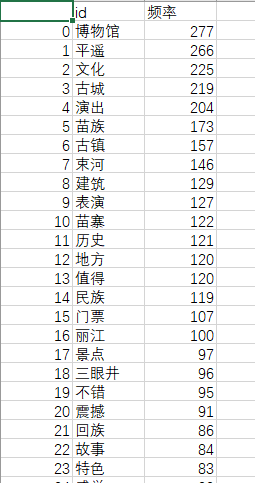 id 频率
0 博物馆 277
1 平遥 266
2 文化 225
3 古城 219
4 演出 204
5 苗族 173
6 古镇 157
7 束河 146
8 建筑 129
9 表演 127
10 苗寨 122
11 历史 121
12 地方 120
13 值得 120
14 民族 119
15 门票 107
16 丽江 100
17 景点 97
18 三眼井 96
19 不错 95
20 震撼 91
21 回族 86
22 故事 84
23 特色 83